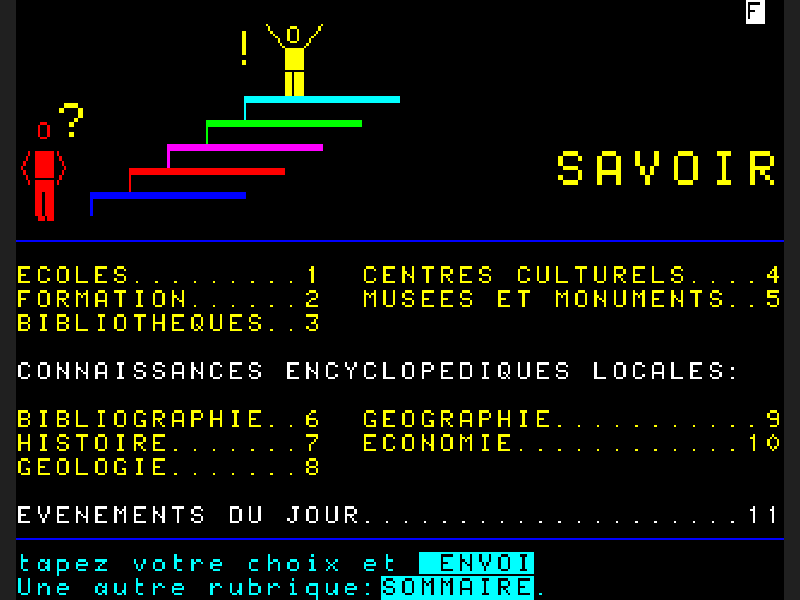 F
!
?
SAVOIR
ECOLES.........1 CENTRES CULTURELS....4
FORMATION......2 MUSEES ET MONUMENTS..5
BIBLIOTHEQUES..3
CONNAISSANCES ENCYCLOPEDIQUES LOCALES:
BIBLIOGRAPHIE..6 GEOGRAPHIE...........9
HISTOIRE.......7 ECONOMIE............10
GEOLOGIE.......8
EVENEMENTS DU JOUR....................11
tapez votre choix et ENVOI
Une autre rubrique:SOMMAIRE.